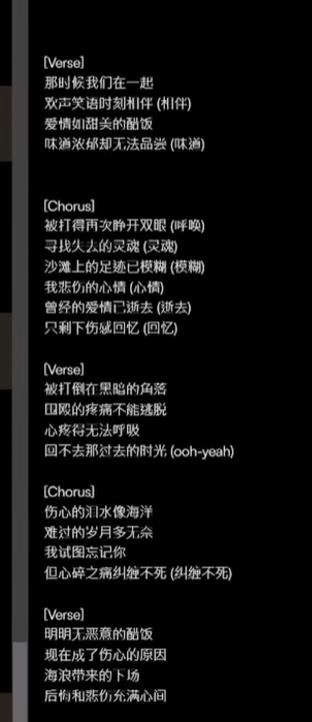 [Verse]
那时候我们在一起
欢声笑语时刻相伴 (相伴)
爱情如甜美的醋饭
味道浓郁却无法品尝 (味道)
[Chorus]
被打得再次睁开双眼 (呼唤)
寻找失去的灵魂 (灵魂)
沙滩上的足迹已模糊 (模糊)
我悲伤的心情 (心情)
曾经的爱情已逝去 (逝去)
只剩下伤感回忆 (回忆)
[Verse]
被打倒在黑暗的角落
围殴的疼痛不能逃脱
心疼得无法呼吸
回不去那过去的时光 (ooh-yeah)
[Chorus]
伤心的泪水像海洋
难过的岁月多无奈
我试图忘记你
但心碎之痛纠缠不死 (纠缠不死)
[Verse]
明明无恶意的醋饭
现在成了伤心的原因
海浪带来的下场
后悔和悲伤充满心间